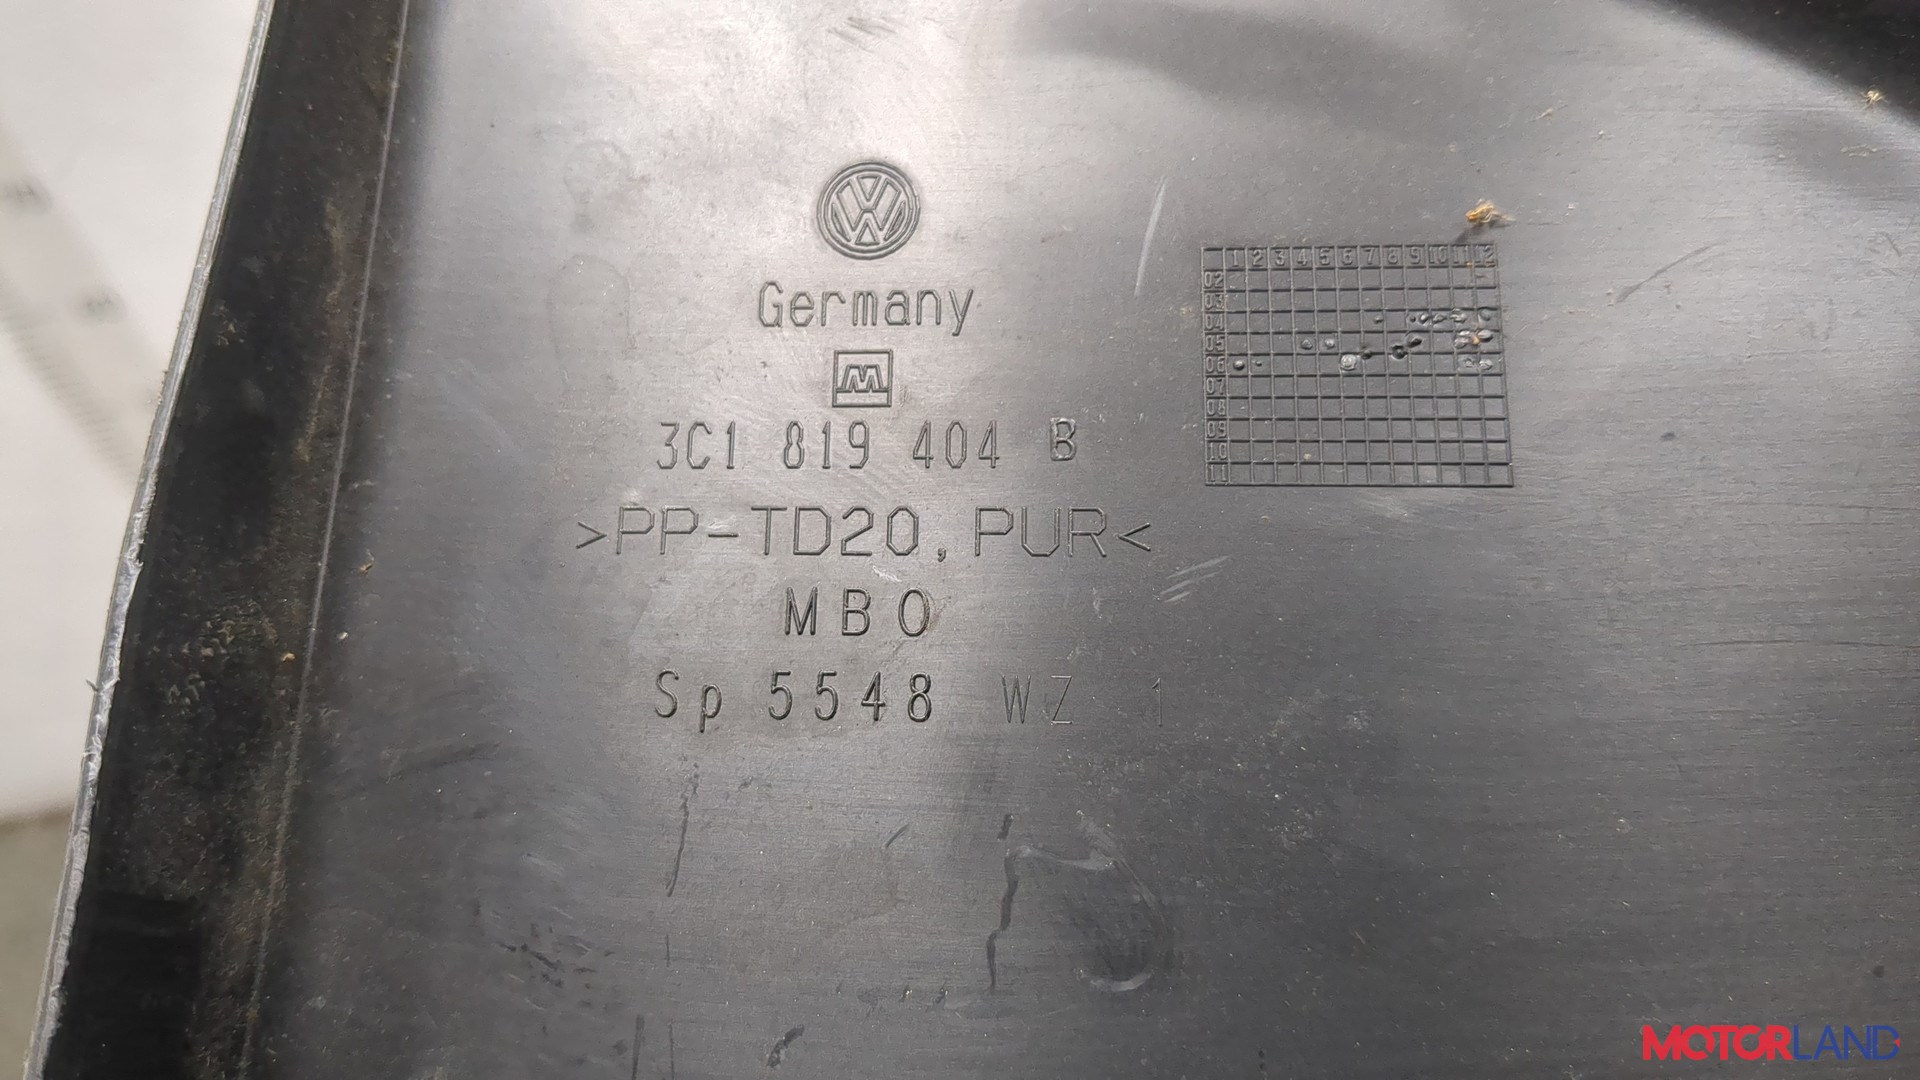 Germany
3C1 819 404 B
>PP-TD20, PUR<
MBO
Sp 5548 WZ 1
1 2 3 4 5 6 7 8 9 10 11 12
02
03
04
05
06
07
08
09
10
11
MOTORLAND